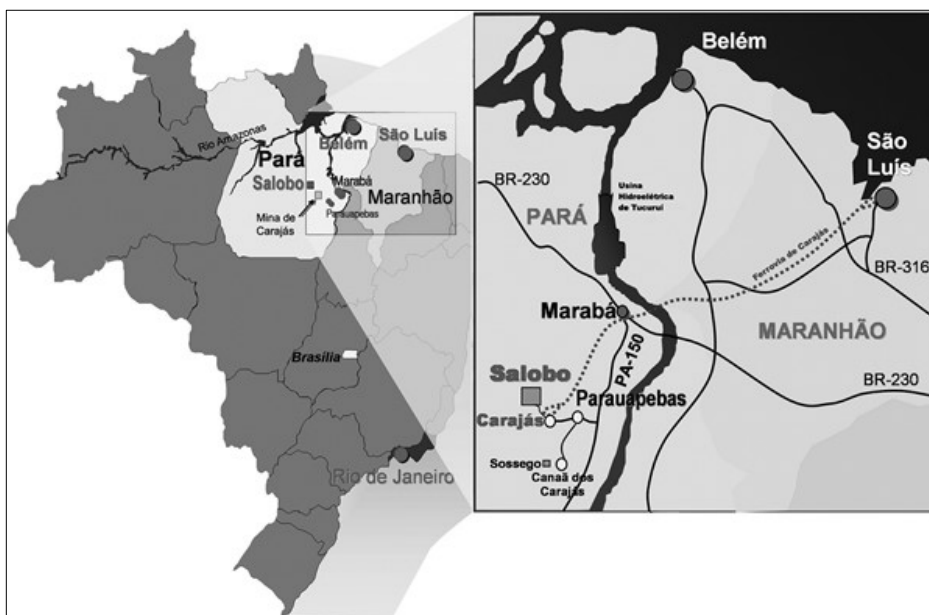 Rio Amazonas
Pará
Salobo
Mina de
Carajás
Belém
São Luís
Marabá
Maranhão
Parauapebas
Brasília
Rio de Janeiro
Belém
São
Luís
BR-230
PARÁ
Usina
Hidroelétrica
de Tucuruí
Ferrovia de Carajás
BR-316
Marabá
MARANHÃO
PA-150
BR-230
Salobo
Parauapebas
Carajás
Sossego
Canaã dos
Carajás